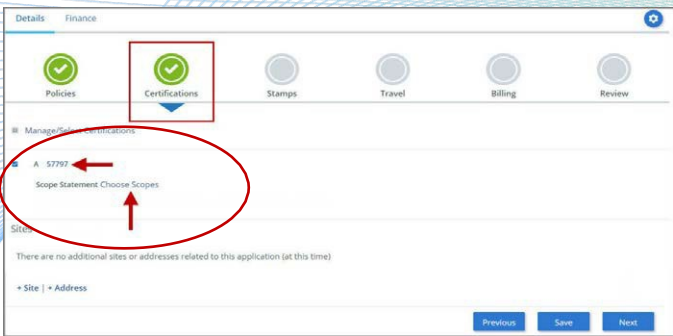 Details Finance
Policies Certifications Stamps Travel Billing Review
Manage/Select Certifications
A 57797
Scope Statement Choose Scopes
Sites
There are no additional sites or addresses related to this application (at this time)
+ Site | + Address
Previous Save Next